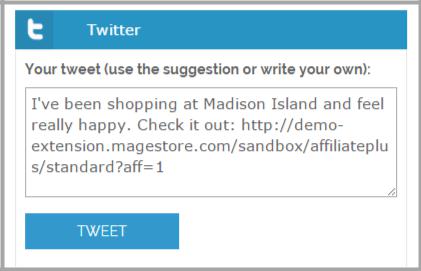 Twitter
Your tweet (use the suggestion or write your own):
I've been shopping at Madison Island and feel
really happy. Check it out: http://demo-
extension.magestore.com/sandbox/affiliateplu
s/standard?aff=1
TWEET